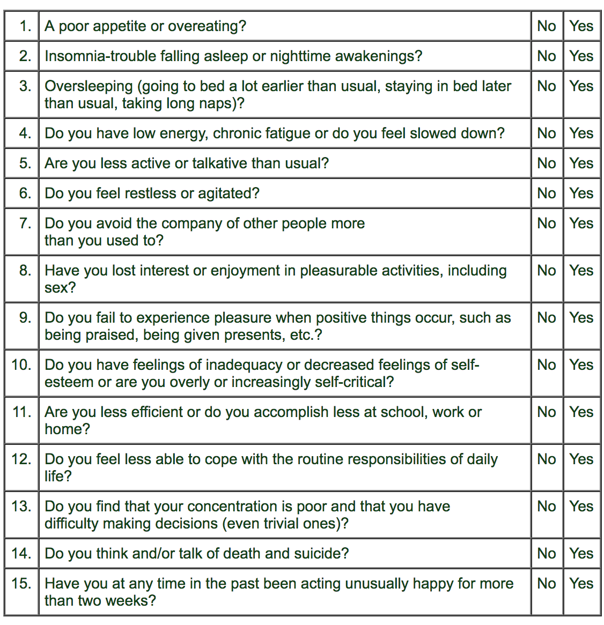 1. A poor appetite or overeating? No Yes
2. Insomnia-trouble falling asleep or nighttime awakenings? No Yes
3. Oversleeping (going to bed a lot earlier than usual, staying in bed later No Yes
than usual, taking long naps)?
4. Do you have low energy, chronic fatigue or do you feel slowed down? No Yes
5. Are you less active or talkative than usual? No Yes
6. Do you feel restless or agitated? No Yes
7. Do you avoid the company of other people more No Yes
than you used to?
8. Have you lost interest or enjoyment in pleasurable activities, including No Yes
sex?
9. Do you fail to experience pleasure when positive things occur, such as No Yes
being praised, being given presents, etc.?
10. Do you have feelings of inadequacy or decreased feelings of self- No Yes
esteem or are you overly or increasingly self-critical?
11. Are you less efficient or do you accomplish less at school, work or No Yes
home?
12. Do you feel less able to cope with the routine responsibilities of daily No Yes
life?
13. Do you find that your concentration is poor and that you have No Yes
difficulty making decisions (even trivial ones)?
14. Do you think and/or talk of death and suicide? No Yes
15. Have you at any time in the past been acting unusually happy for more No Yes
than two weeks?